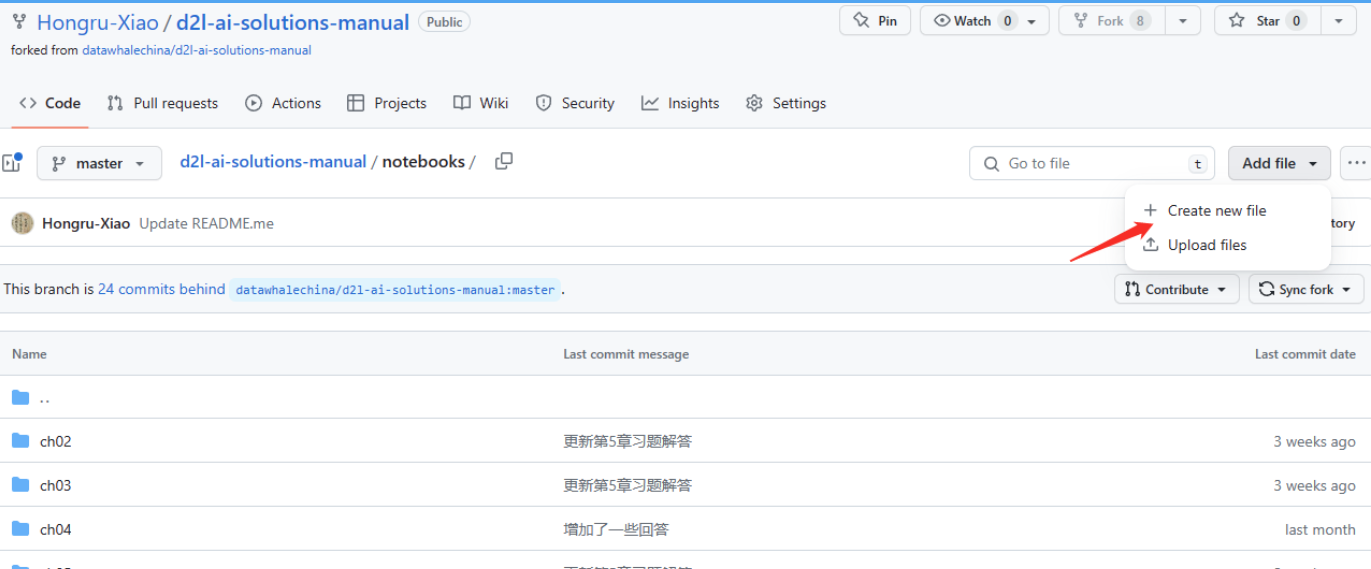 Hongru-Xiao / d2l-ai-solutions-manual Public Pin Watch 0 Fork 8 Star 0
forked from datawhalechina/d2l-ai-solutions-manual
Code Pull requests Actions Projects Wiki Security Insights Settings
master d2l-ai-solutions-manual / notebooks / Go to file t Add file ...
Create new file
Hongru-Xiao Update README.me tory
Upload files
This branch is 24 commits behind datawhalechina/d2l-ai-solutions-manual:master . Contribute Sync fork
Name Last commit message Last commit date
..
ch02 更新第5章习题解答 3 weeks ago
ch03 更新第5章习题解答 3 weeks ago
ch04 增加了一些回答 last month